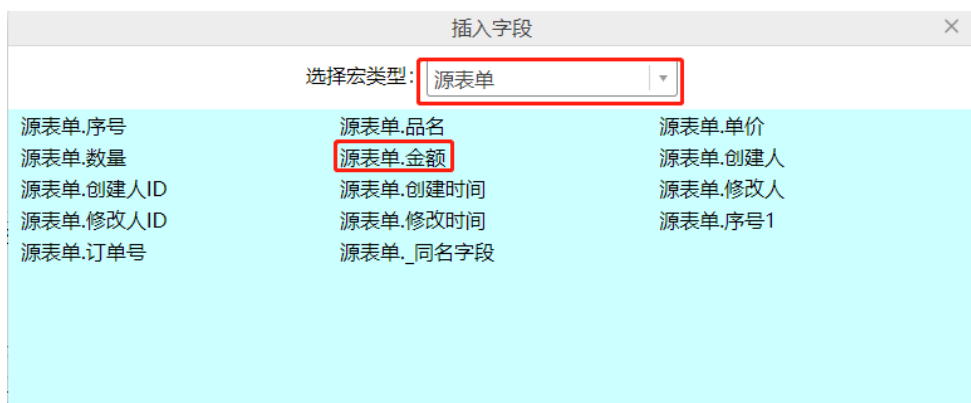 插入字段
选择宏类型: 源表单
源表单.序号 源表单.品名 源表单.单价
源表单.数量 源表单.金额 源表单.创建人
源表单.创建人ID 源表单.创建时间 源表单.修改人
源表单.修改人ID 源表单.修改时间 源表单.序号1
源表单.订单号 源表单._同名字段